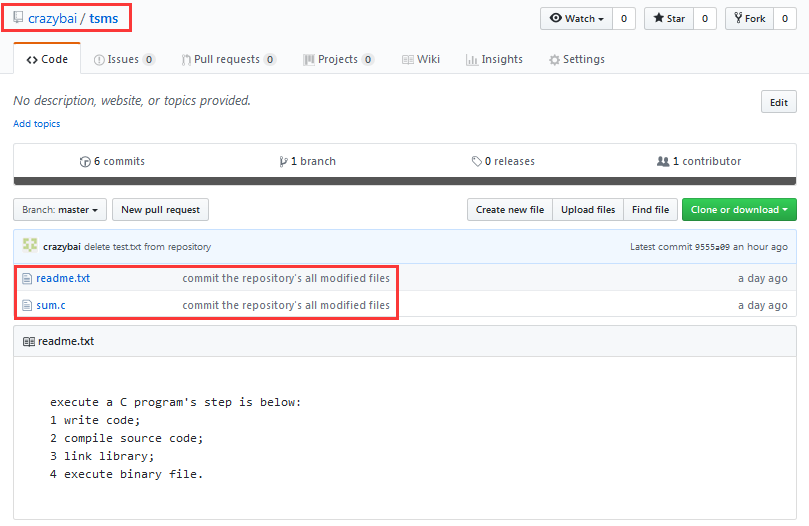 crazybai / tsms Watch 0 Star 0 Fork 0
Code Issues 0 Pull requests 0 Projects 0 Wiki Insights Settings
No description, website, or topics provided. Edit
Add topics
6 commits 1 branch 0 releases 1 contributor
Branch: master New pull request Create new file Upload files Find file Clone or download
crazybai delete test.txt from repository Latest commit 9555a09 an hour ago
readme.txt commit the repository's all modified files a day ago
sum.c commit the repository's all modified files a day ago
readme.txt
execute a C program's step is below:
1 write code;
2 compile source code;
3 link library;
4 execute binary file.